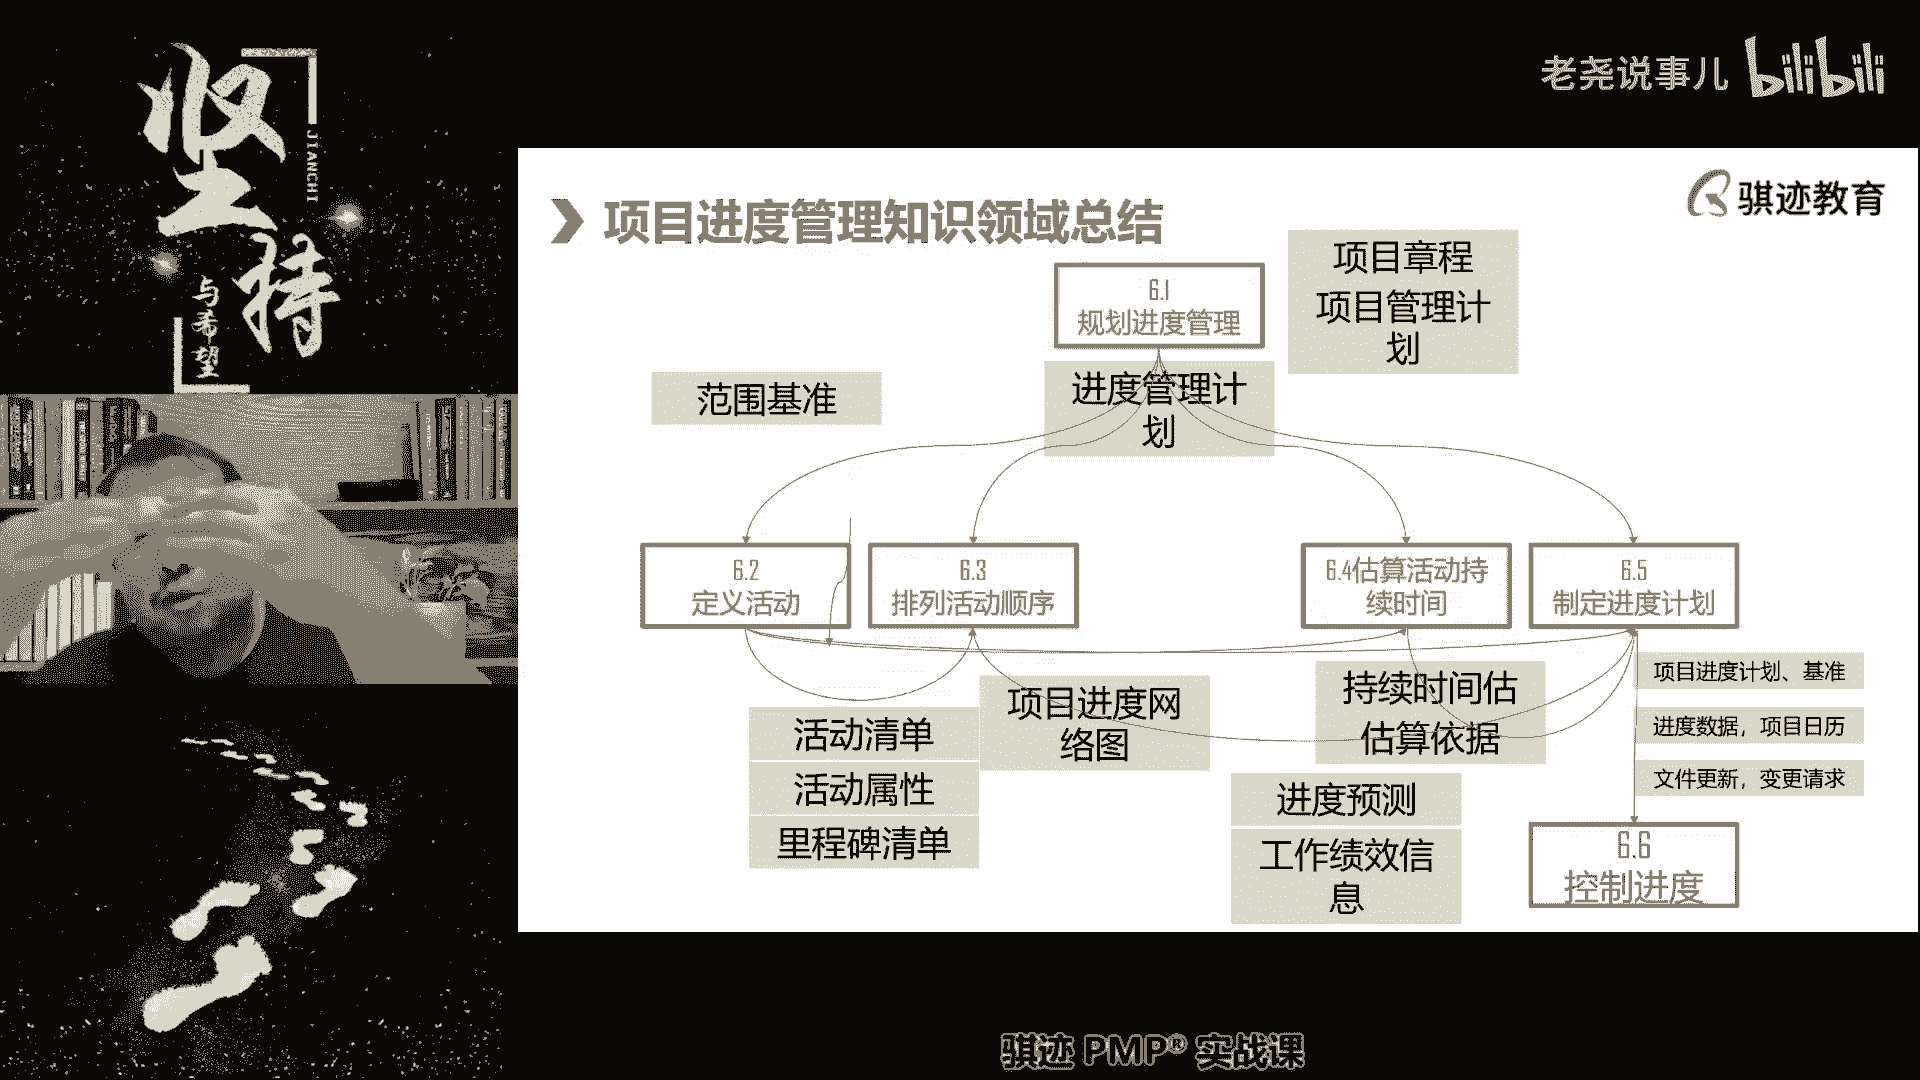 坚持
JIANCHI
与希望
老尧说事儿 bilibili
骐迹教育
项目进度管理知识领域总结
项目章程
项目管理计
划
6.1
规划进度管理
范围基准
进度管理计
划
6.2
定义活动
6.3
排列活动顺序
6.4估算活动持
续时间
6.5
制定进度计划
活动清单
活动属性
里程碑清单
项目进度网
络图
持续时间估
估算依据
进度预测
工作绩效信
息
项目进度计划、基准
进度数据，项目日历
文件更新，变更请求
6.6
控制进度
骐迹 PMP® 实战课